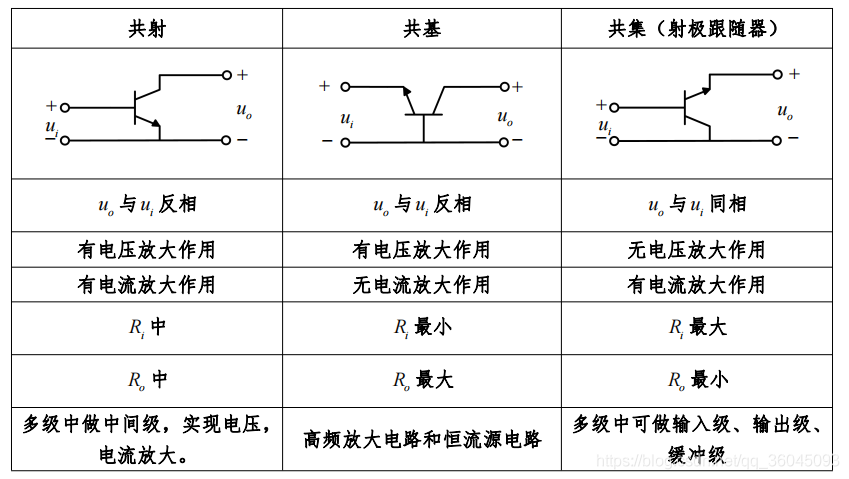 共射 共基 共集（射极跟随器）
+ + + + + +
u_i u_o u_i u_o u_i u_o
− − − − − −
u_o 与 u_i 反相 u_o 与 u_i 反相 u_o 与 u_i 同相
有电压放大作用 有电压放大作用 无电压放大作用
有电流放大作用 无电流放大作用 有电流放大作用
R_i 中 R_i 最小 R_i 最大
R_o 中 R_o 最大 R_o 最小
多级中做中间级，实现电压，
电流放大。
高频放大电路和恒流源电路
多级中可做输入级、输出级、
缓冲级